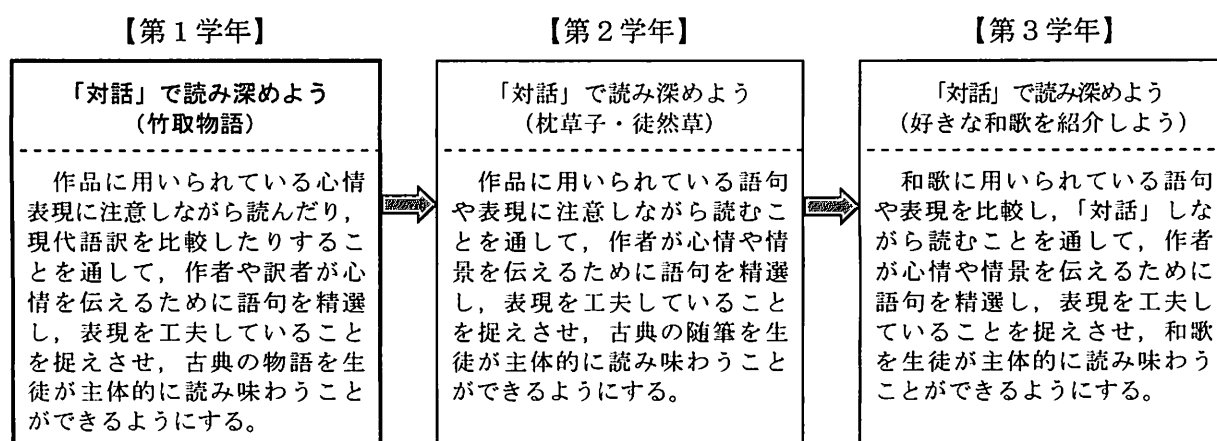 【第1学年】
「対話」で読み深めよう
(竹取物語)
作品に用いられている心情
表現に注意しながら読んだり，
現代語訳を比較したりするこ
とを通して，作者や訳者が心
情を伝えるために語句を精選
し，表現を工夫していること
を捉えさせ，古典の物語を生
徒が主体的に読み味わうこと
ができるようにする。
【第2学年】
「対話」で読み深めよう
(枕草子・徒然草)
作品に用いられている語句
や表現に注意しながら読むこ
とを通して，作者が心情や情
景を伝えるために語句を精選
し，表現を工夫していること
を捉えさせ，古典の随筆を生
徒が主体的に読み味わうこと
ができるようにする。
【第3学年】
「対話」で読み深めよう
(好きな和歌を紹介しよう)
和歌に用いられている語句
や表現を比較し，「対話」しな
がら読むことを通して，作者
が心情や情景を伝えるために
語句を精選し，表現を工夫し
ていることを捉えさせ，和歌
を生徒が主体的に読み味わう
ことができるようにする。